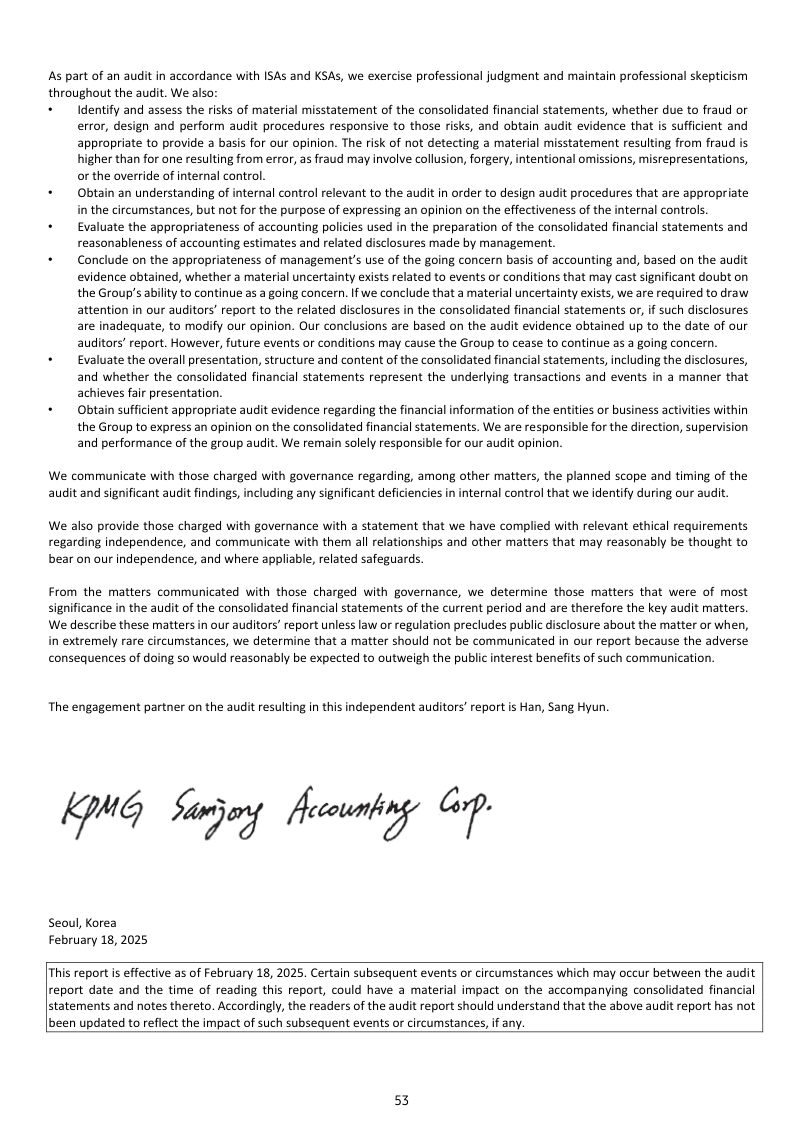 As part of an audit in accordance with ISAs and KSAs, we exercise professional judgment and maintain professional skepticism
throughout the audit. We also:
• Identify and assess the risks of material misstatement of the consolidated financial statements, whether due to fraud or
error, design and perform audit procedures responsive to those risks, and obtain audit evidence that is sufficient and
appropriate to provide a basis for our opinion. The risk of not detecting a material misstatement resulting from fraud is
higher than for one resulting from error, as fraud may involve collusion, forgery, intentional omissions, misrepresentations,
or the override of internal control.
• Obtain an understanding of internal control relevant to the audit in order to design audit procedures that are appropriate
in the circumstances, but not for the purpose of expressing an opinion on the effectiveness of the internal controls.
• Evaluate the appropriateness of accounting policies used in the preparation of the consolidated financial statements and
reasonableness of accounting estimates and related disclosures made by management.
• Conclude on the appropriateness of management’s use of the going concern basis of accounting and, based on the audit
evidence obtained, whether a material uncertainty exists related to events or conditions that may cast significant doubt on
the Group’s ability to continue as a going concern. If we conclude that a material uncertainty exists, we are required to draw
attention in our auditors’ report to the related disclosures in the consolidated financial statements or, if such disclosures
are inadequate, to modify our opinion. Our conclusions are based on the audit evidence obtained up to the date of our
auditors’ report. However, future events or conditions may cause the Group to cease to continue as a going concern.
• Evaluate the overall presentation, structure and content of the consolidated financial statements, including the disclosures,
and whether the consolidated financial statements represent the underlying transactions and events in a manner that
achieves fair presentation.
• Obtain sufficient appropriate audit evidence regarding the financial information of the entities or business activities within
the Group to express an opinion on the consolidated financial statements. We are responsible for the direction, supervision
and performance of the group audit. We remain solely responsible for our audit opinion.
We communicate with those charged with governance regarding, among other matters, the planned scope and timing of the
audit and significant audit findings, including any significant deficiencies in internal control that we identify during our audit.
We also provide those charged with governance with a statement that we have complied with relevant ethical requirements
regarding independence, and communicate with them all relationships and other matters that may reasonably be thought to
bear on our independence, and where appliable, related safeguards.
From the matters communicated with those charged with governance, we determine those matters that were of most
significance in the audit of the consolidated financial statements of the current period and are therefore the key audit matters.
We describe these matters in our auditors’ report unless law or regulation precludes public disclosure about the matter or when,
in extremely rare circumstances, we determine that a matter should not be communicated in our report because the adverse
consequences of doing so would reasonably be expected to outweigh the public interest benefits of such communication.
The engagement partner on the audit resulting in this independent auditors’ report is Han, Sang Hyun.
KPMG Samjong Accounting Corp.
Seoul, Korea
February 18, 2025
This report is effective as of February 18, 2025. Certain subsequent events or circumstances which may occur between the audit
report date and the time of reading this report, could have a material impact on the accompanying consolidated financial
statements and notes thereto. Accordingly, the readers of the audit report should understand that the above audit report has not
been updated to reflect the impact of such subsequent events or circumstances, if any.
53